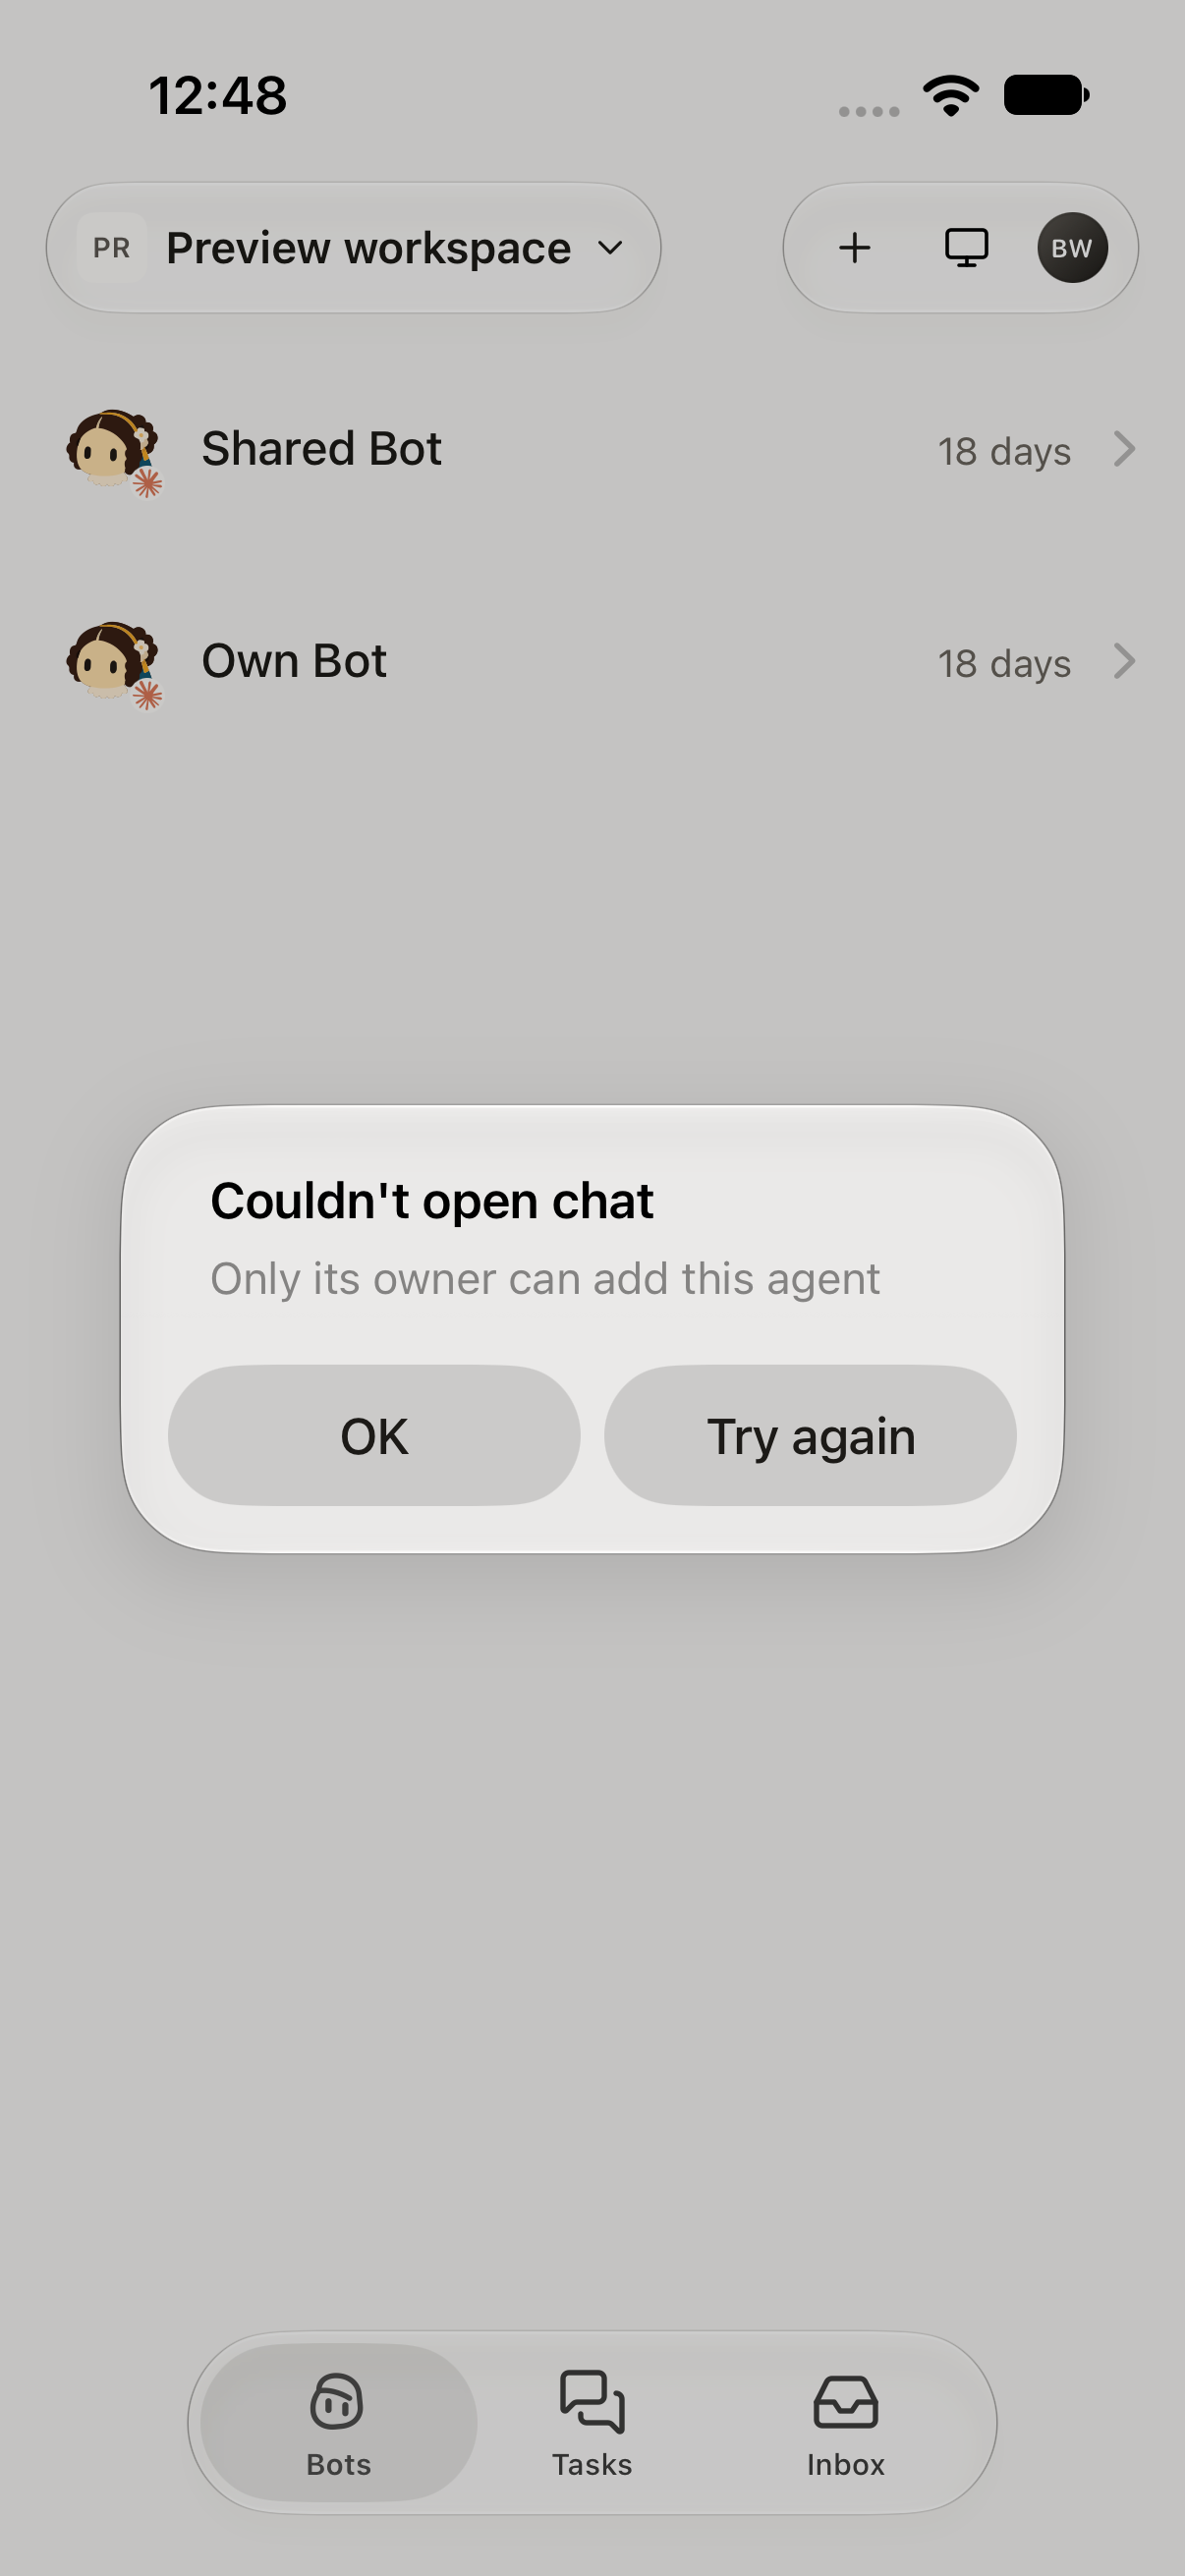 12:48
PR Preview workspace
BW
Shared Bot 18 days
Own Bot 18 days
Couldn't open chat
Only its owner can add this agent
OK Try again
Bots Tasks Inbox